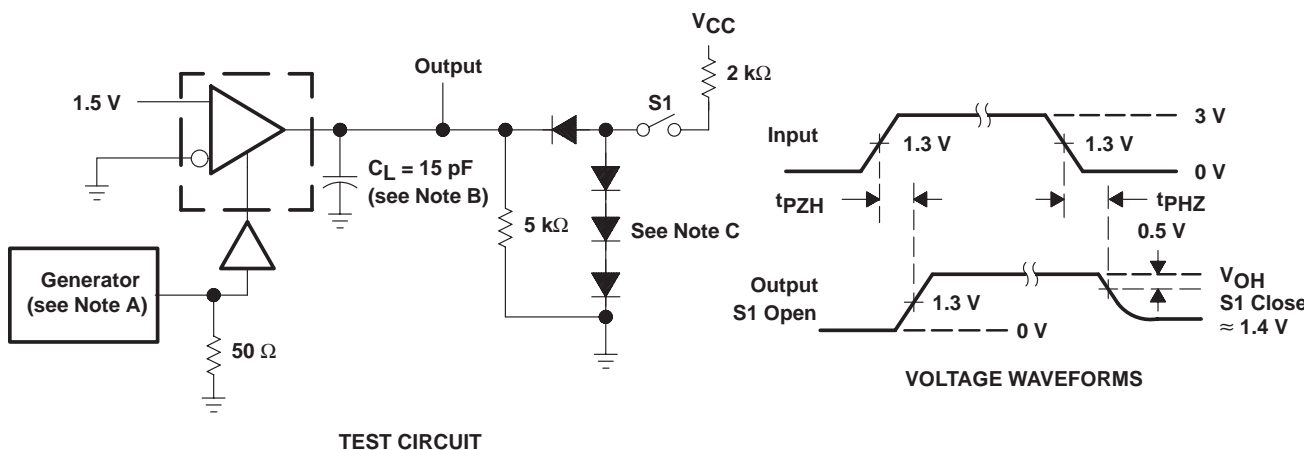 VCC
2 kΩ
S1
Output
1.5 V
CL = 15 pF
(see Note B)
5 kΩ
See Note C
Generator
(see Note A)
50 Ω
TEST CIRCUIT
Input
1.3 V
1.3 V
3 V
0 V
tPZH
tPHZ
0.5 V
Output
S1 Open
1.3 V
0 V
VOH
S1 Close
≈ 1.4 V
VOLTAGE WAVEFORMS